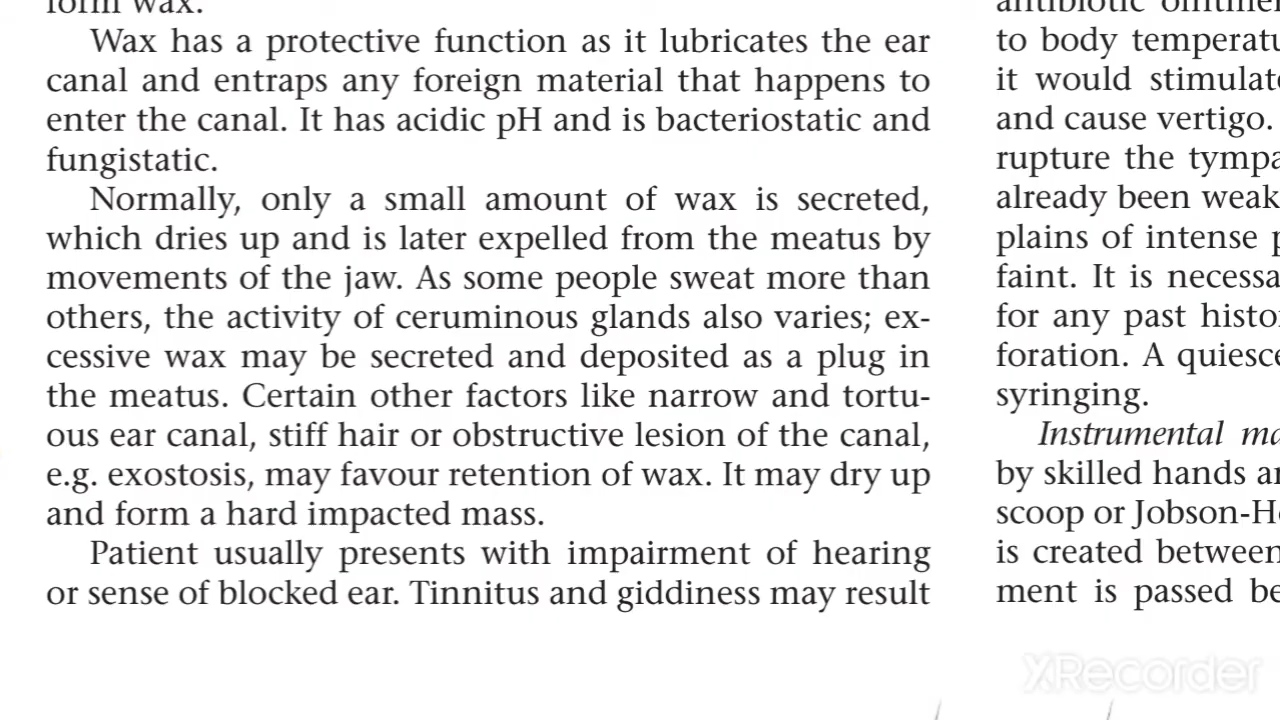 Wax has a protective function as it lubricates the ear
canal and entraps any foreign material that happens to
enter the canal. It has acidic pH and is bacteriostatic and
fungistatic.
Normally, only a small amount of wax is secreted,
which dries up and is later expelled from the meatus by
movements of the jaw. As some people sweat more than
others, the activity of ceruminous glands also varies; ex-
cessive wax may be secreted and deposited as a plug in
the meatus. Certain other factors like narrow and tortu-
ous ear canal, stiff hair or obstructive lesion of the canal,
e.g. exostosis, may favour retention of wax. It may dry up
and form a hard impacted mass.
Patient usually presents with impairment of hearing
or sense of blocked ear. Tinnitus and giddiness may result
to body
it would
and cause vertigo.
rupture the
already been
plains of intense
faint. It is
for any past
foration. A
syringing.
Instrumental
by skilled hands
scoop or
is created between
ment is passed
XRecorder